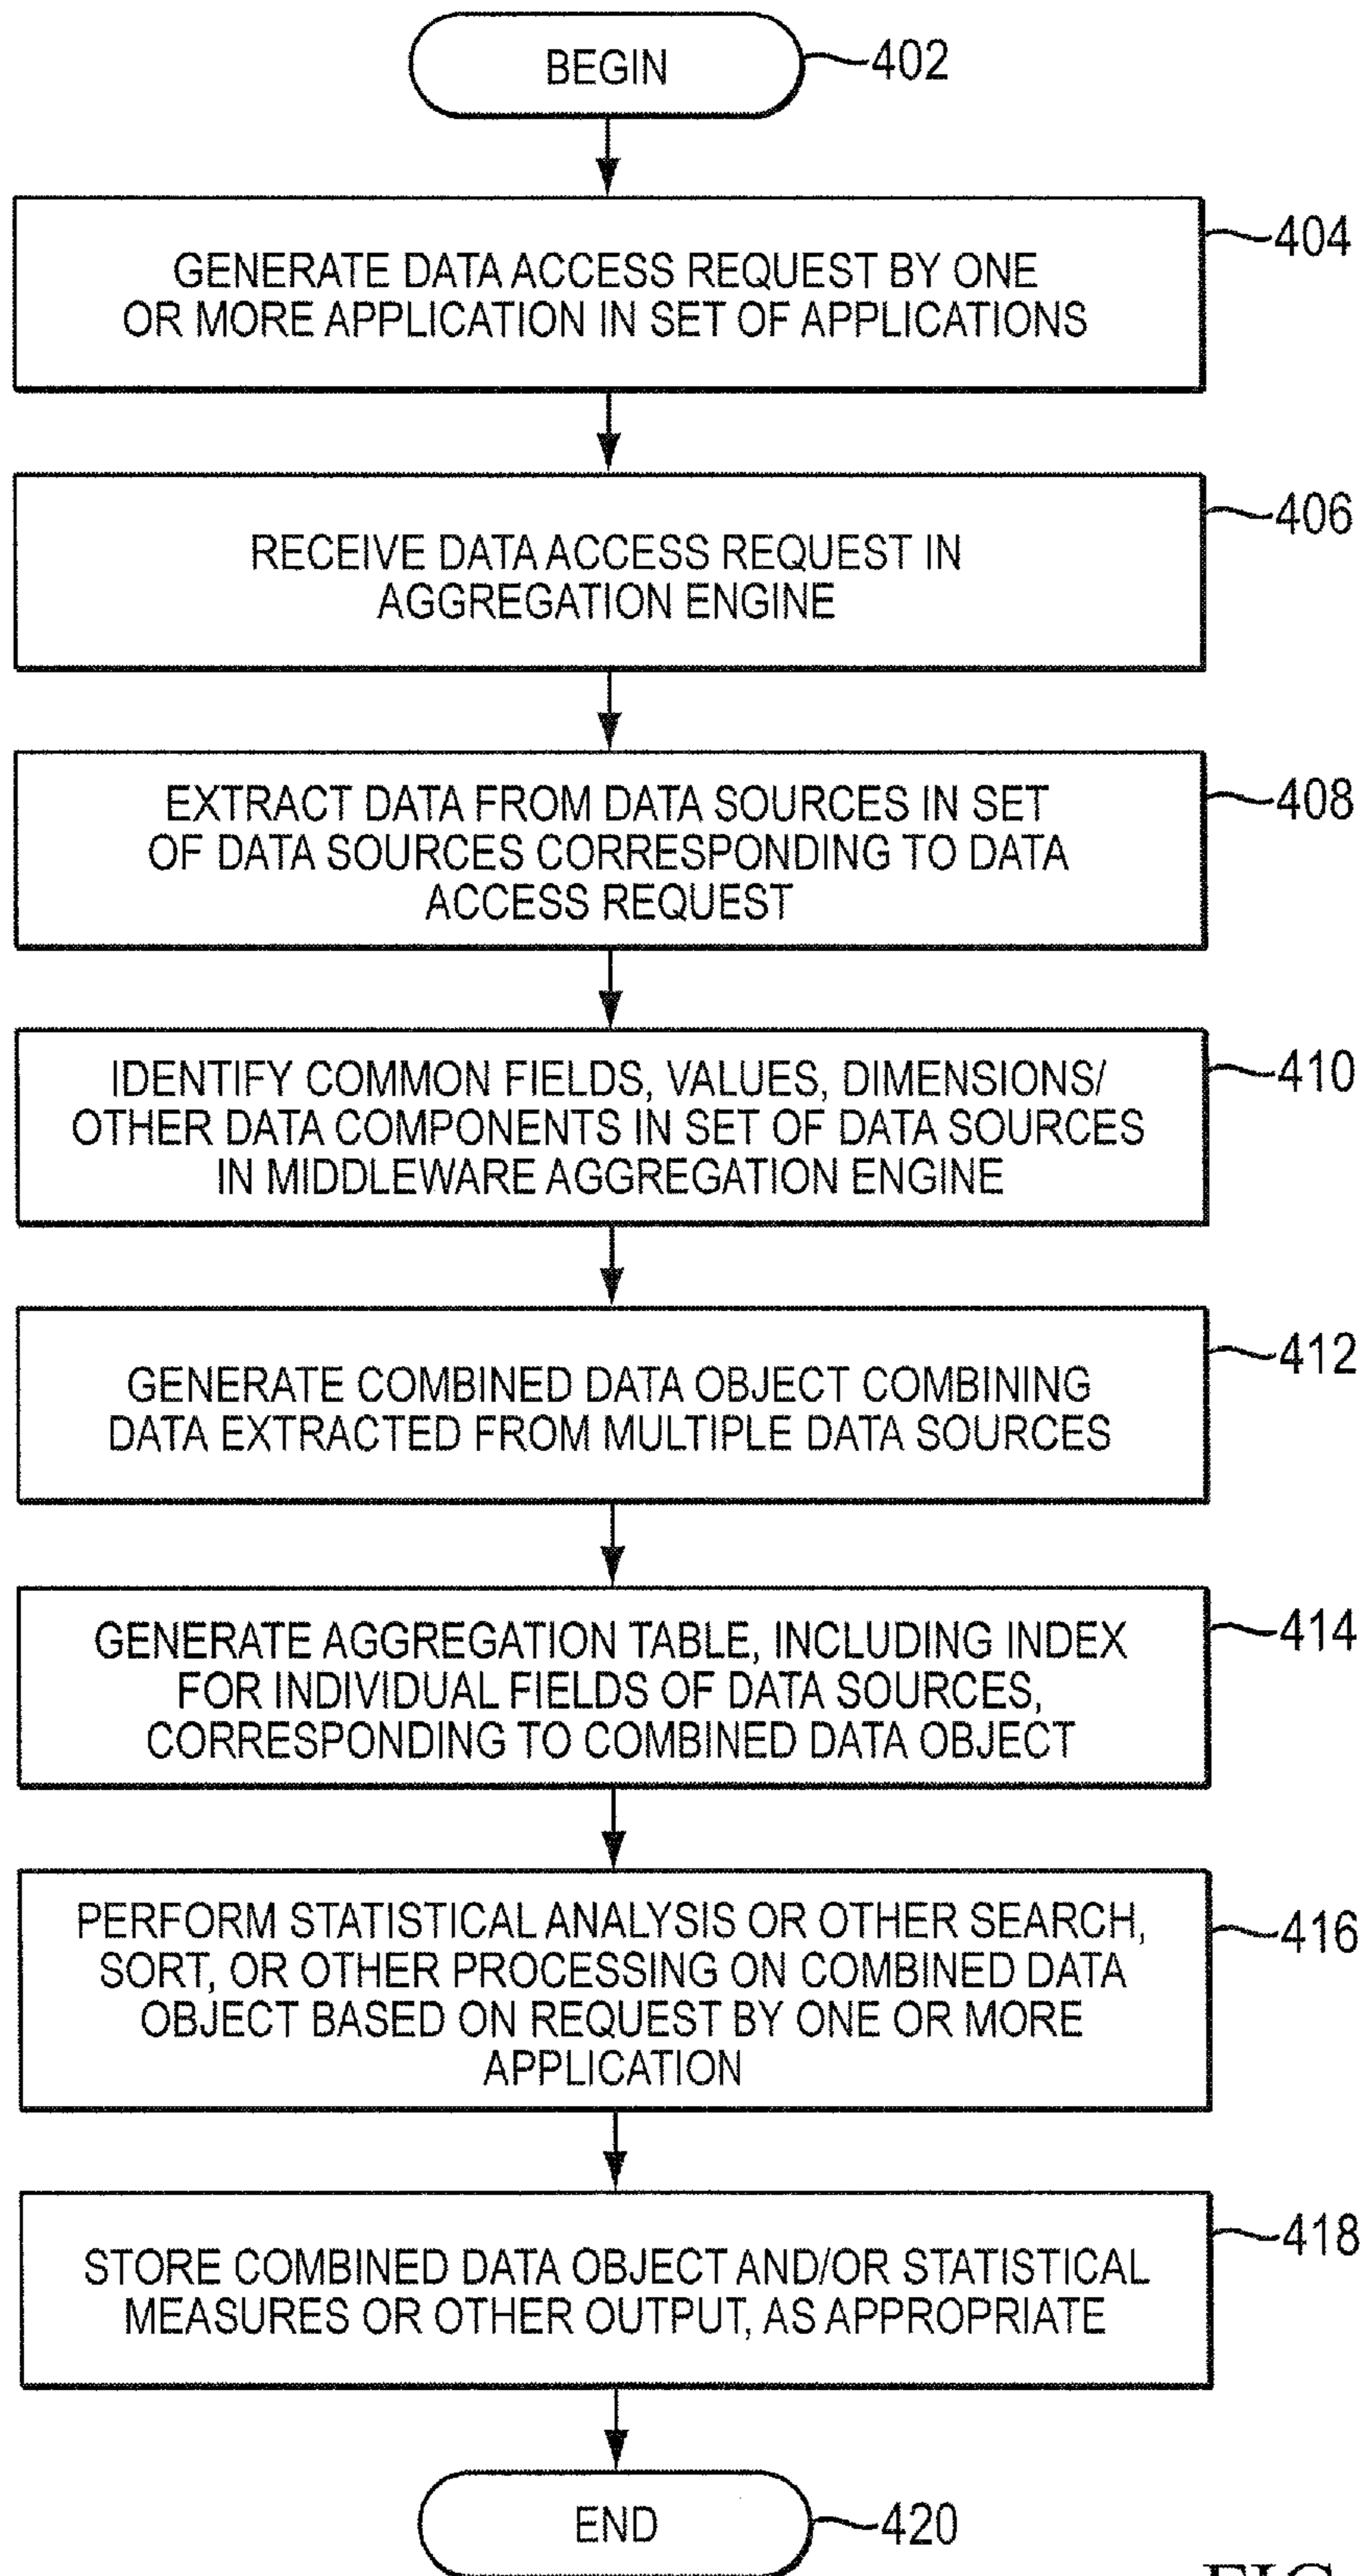 BEGIN
402
GENERATE DATA ACCESS REQUEST BY ONE
OR MORE APPLICATION IN SET OF APPLICATIONS
404
RECEIVE DATA ACCESS REQUEST IN
AGGREGATION ENGINE
406
EXTRACT DATA FROM DATA SOURCES IN SET
OF DATA SOURCES CORRESPONDING TO DATA
ACCESS REQUEST
408
IDENTIFY COMMON FIELDS, VALUES, DIMENSIONS/
OTHER DATA COMPONENTS IN SET OF DATA SOURCES
IN MIDDLEWARE AGGREGATION ENGINE
410
GENERATE COMBINED DATA OBJECT COMBINING
DATA EXTRACTED FROM MULTIPLE DATA SOURCES
412
GENERATE AGGREGATION TABLE, INCLUDING INDEX
FOR INDIVIDUAL FIELDS OF DATA SOURCES,
CORRESPONDING TO COMBINED DATA OBJECT
414
PERFORM STATISTICAL ANALYSIS OR OTHER SEARCH,
SORT, OR OTHER PROCESSING ON COMBINED DATA
OBJECT BASED ON REQUEST BY ONE OR MORE
APPLICATION
416
STORE COMBINED DATA OBJECT AND/OR STATISTICAL
MEASURES OR OTHER OUTPUT, AS APPROPRIATE
418
END
420